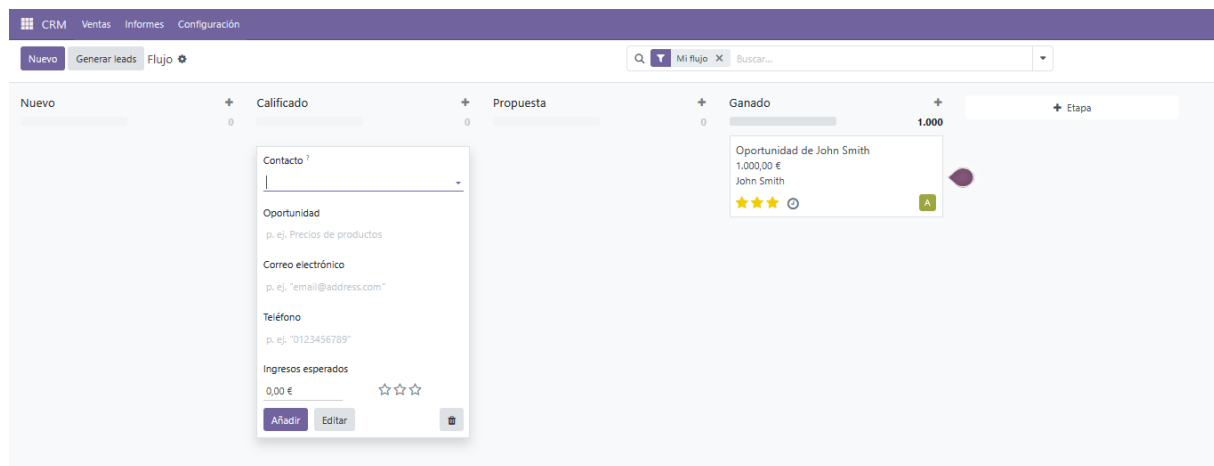 CRM Ventas Informes Configuración
Nuevo Generar leads Flujo Mi flujo Buscar...
Nuevo Calificado Propuesta Ganado Etapa
0 0 0 1.000
Contacto ?
Oportunidad
p. ej. Precios de productos
Correo electrónico
p. ej. "email@address.com"
Teléfono
p. ej. "0123456789"
Ingresos esperados
0,00 €
Añadir Editar
Oportunidad de John Smith
1.000,00 €
John Smith
A